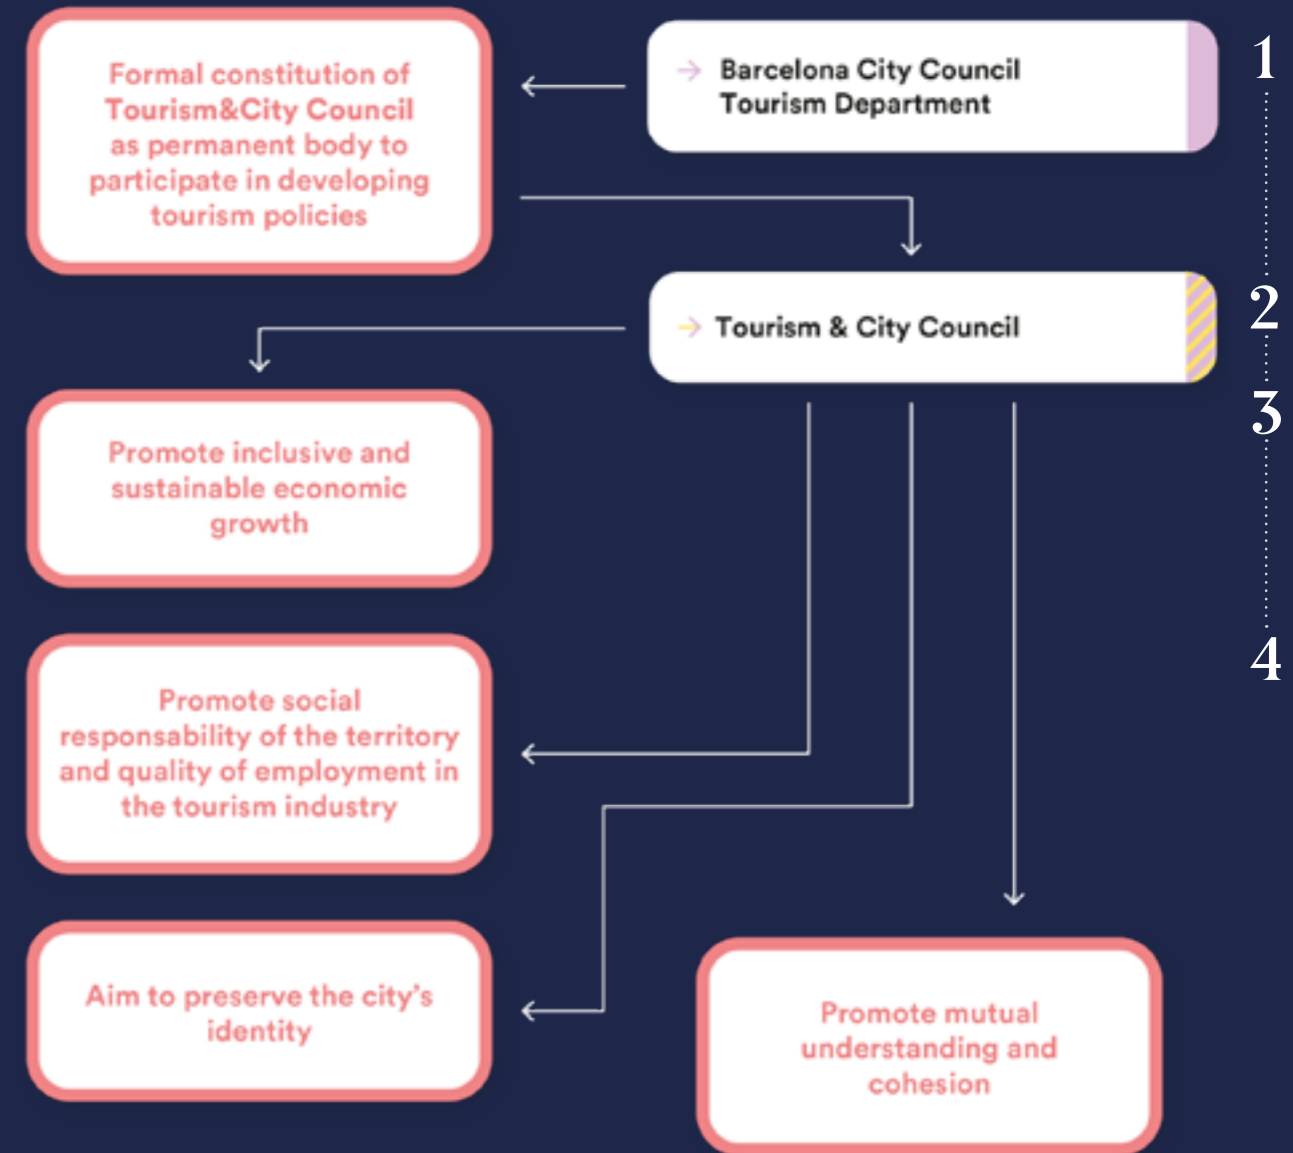 Formal constitution of
Tourism&City Council
as permanent body to
participate in developing
tourism policies
→ Barcelona City Council
Tourism Department
1
→ Tourism & City Council
2
3
Promote inclusive and
sustainable economic
growth
4
Promote social
responsability of the territory
and quality of employment in
the tourism industry
Aim to preserve the city’s
identity
Promote mutual
understanding and
cohesion